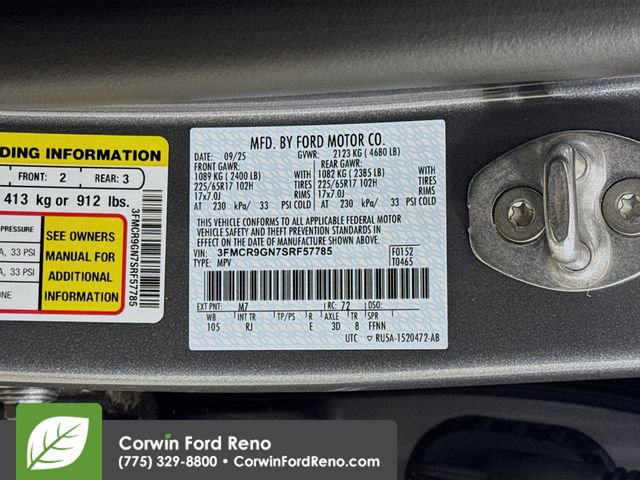 DING INFORMATION
FRONT: 2 REAR: 3
413 kg or 912 lbs.
PRESSURE
A, 33 PSI
A, 33 PSI
ONE
SEE OWNERS
MANUAL FOR
ADDITIONAL
INFORMATION
3FMCR9GN7SRF57785
MFD. BY FORD MOTOR CO.
DATE: 09/25 GVWR: 2123 KG ( 4680 LB)
FRONT GAWR: REAR GAWR:
1089 KG ( 2400 LB) WITH 1082 KG ( 2385 LB) WITH
225/65R17 102H TIRES 225/65R17 102H TIRES
17x7.0J RIMS 17x7.0J RIMS
AT 230 kPa/ 33 PSI COLD AT 230 kPa/ 33 PSI COLD
THIS VEHICLE CONFORMS TO ALL APPLICABLE FEDERAL MOTOR
VEHICLE SAFETY AND THEFT PREVENTION STANDARDS IN EFFECT ON THE DATE OF
MANUFACTURE SHOWN ABOVE.
VIN: 3FMCR9GN7SRF57785 F0152
TYPE: MPV T0465
EXT PNT: M7 RC: 72 DSO:
WB INT TR TP/PS R AXLE TR SPR
105 RJ E 3D 8 FFNN
UTC ▽ RU5A-1520472-AB
Corwin Ford Reno
(775) 329-8800 • CorwinFordReno.com